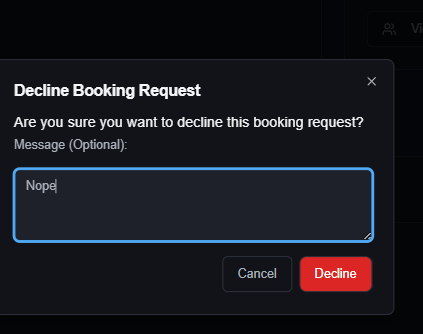 Vi
Decline Booking Request
Are you sure you want to decline this booking request?
Message (Optional):
Nope
Cancel
Decline